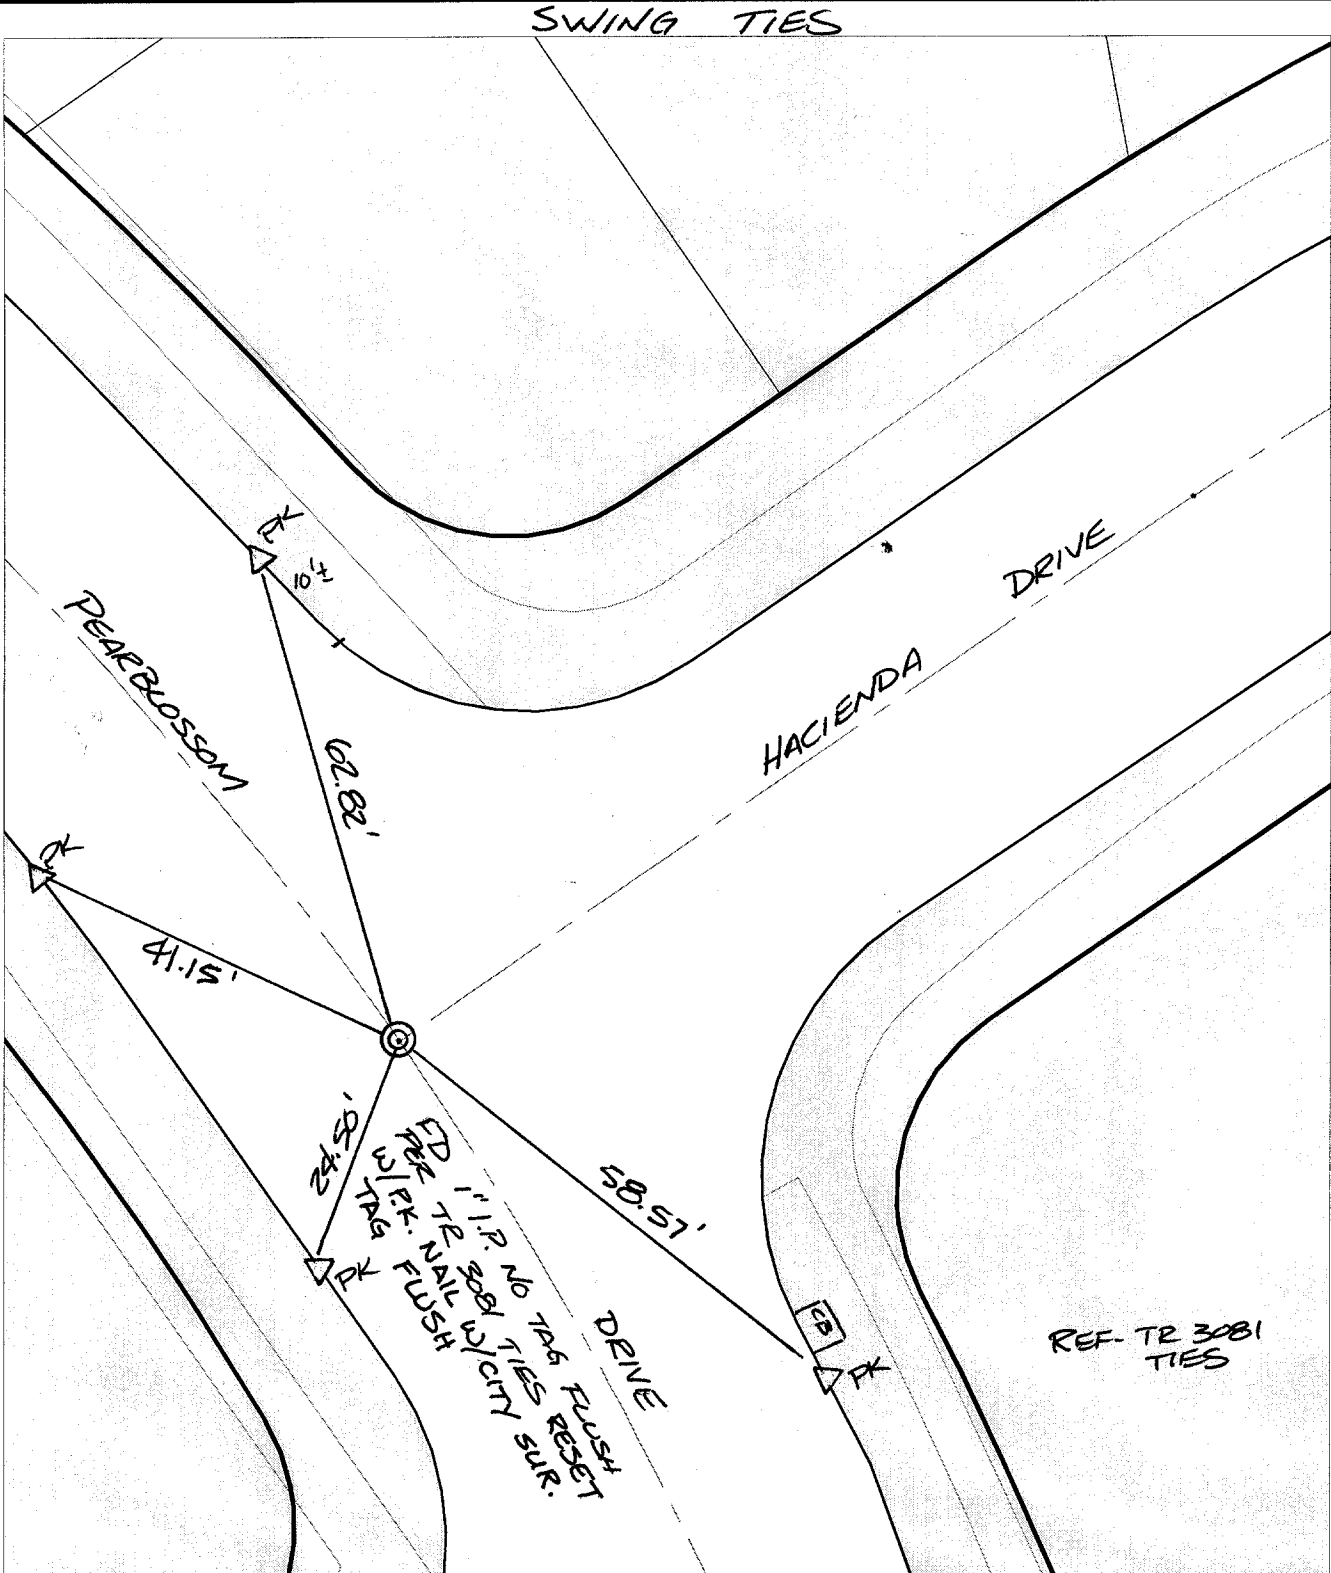 SWING TIES
PK
10'±
PEARBLOSSOM
DRIVE
HACIENDA
62.82'
PK
41.15'
24.50'
58.57'
FD 1" I.P. NO TAG FLUSH
PER TR 3081 TIES RESET
W/P.K. NAIL W/CITY SUR.
TAG FLUSH
PK
DRIVE
CB
PK
REF- TR 3081
TIES